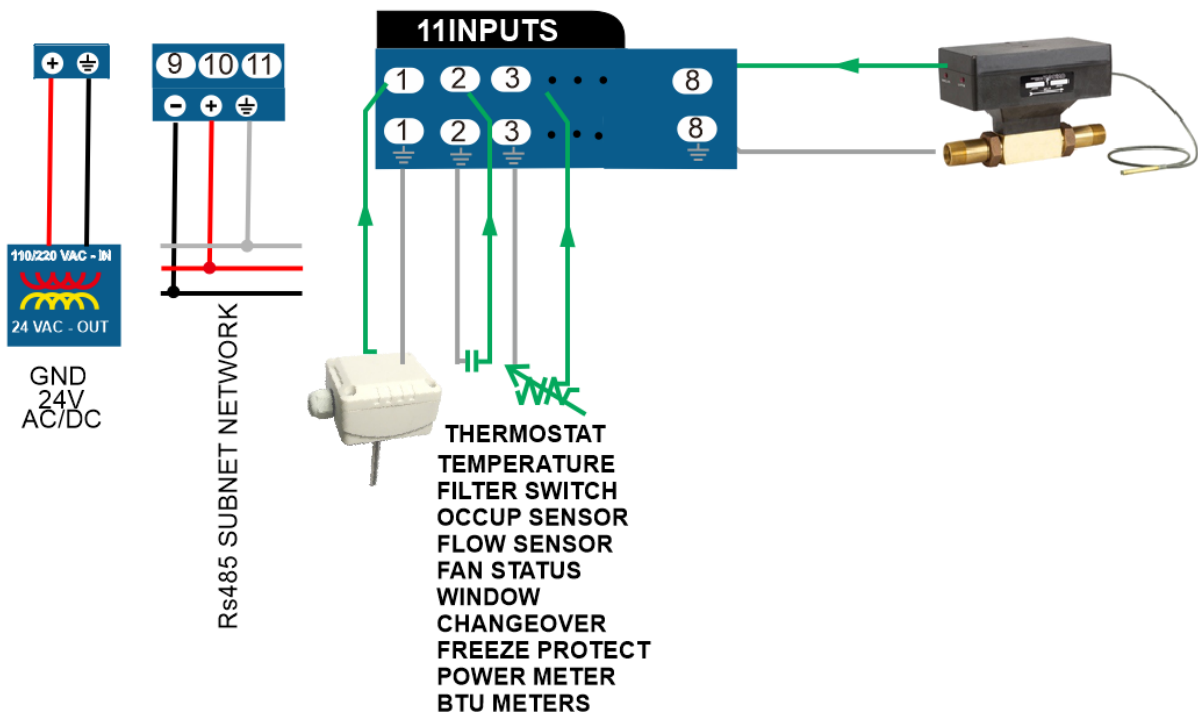 11INPUTS
+
9 10 11
- +
1 2 3 . . . 8
1 2 3 . . . 8
110/220 VAC - IN
24 VAC - OUT
GND
24V
AC/DC
Rs485 SUBNET NETWORK
THERMOSTAT
TEMPERATURE
FILTER SWITCH
OCCUP SENSOR
FLOW SENSOR
FAN STATUS
WINDOW
CHANGEOVER
FREEZE PROTECT
POWER METER
BTU METERS